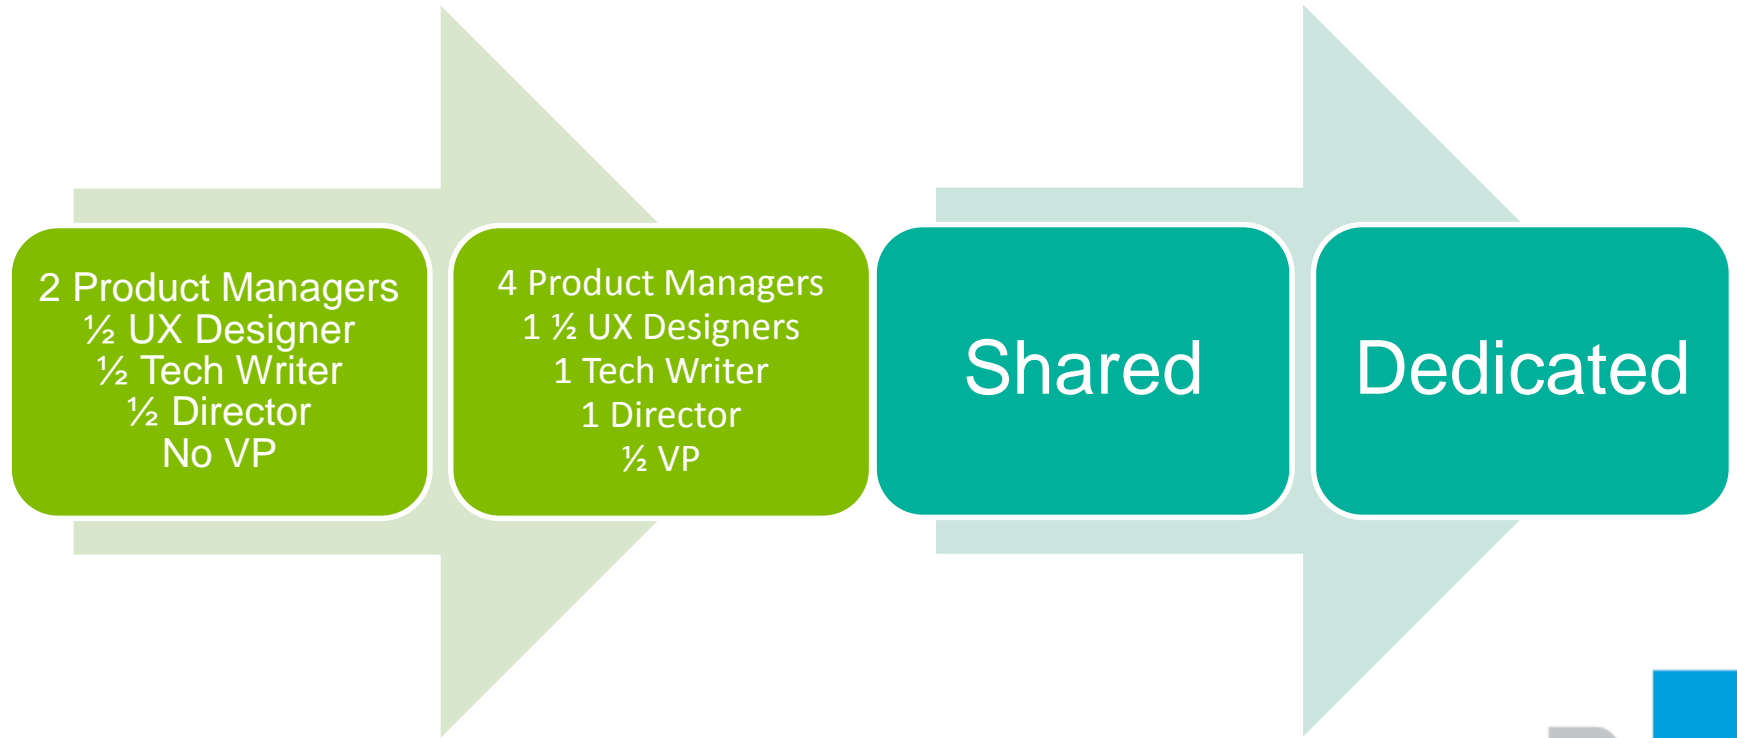 2 Product Managers
½ UX Designer
½ Tech Writer
½ Director
No VP
4 Product Managers
1 ½ UX Designers
1 Tech Writer
1 Director
½ VP
Shared
Dedicated